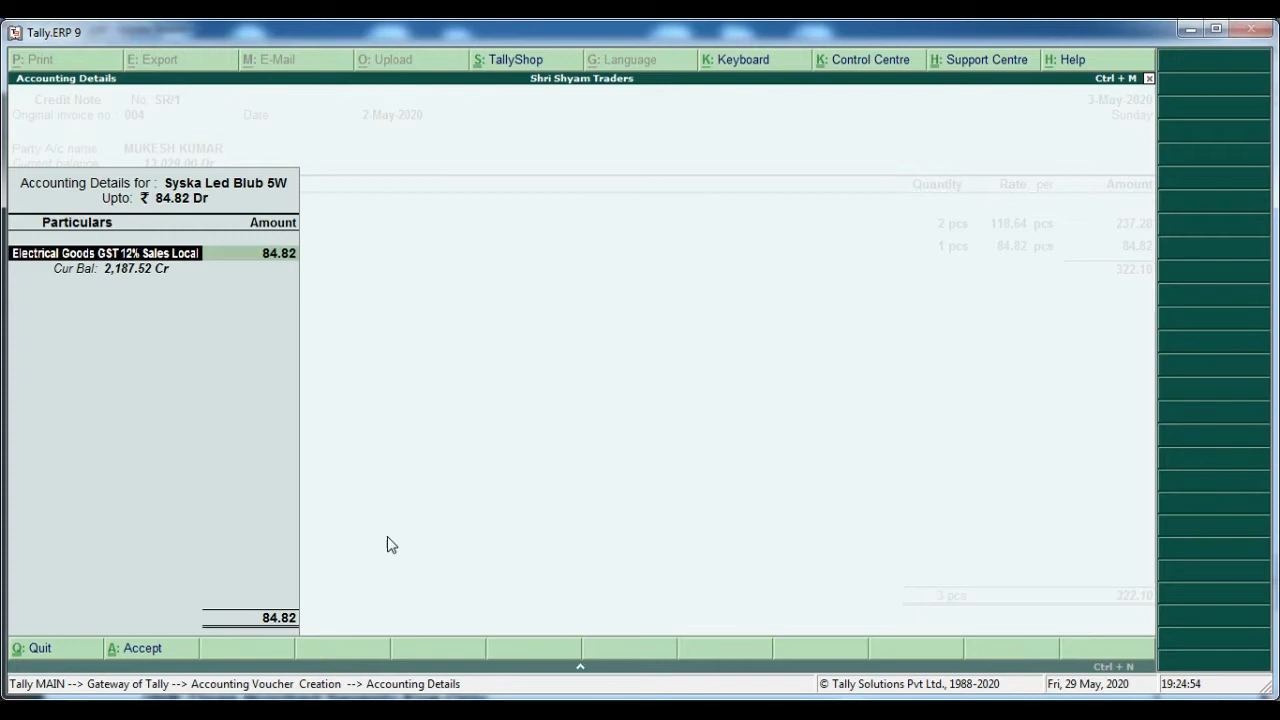 Tally.ERP 9
P: Print E: Export M: E-Mail O: Upload S: TallyShop G: Language K: Keyboard K: Control Centre H: Support Centre H: Help
Accounting Details Shri Shyam Traders Ctrl + M
Credit Note No. SR/1 3-May-2020
Original invoice no.: 004 Date 2-May-2020 Sunday
Party A/c name MUKESH KUMAR
Current balance 13,029.00 Dr
Accounting Details for : Syska Led Blub 5W
Upto: ₹ 84.82 Dr
Quantity Rate per Amount
Particulars Amount
2 pcs 118.64 pcs 237.28
1 pcs 84.82 pcs 84.82
Electrical Goods GST 12% Sales Local 84.82
Cur Bal: 2,187.52 Cr
322.10
3 pcs 322.10
84.82
Q: Quit A: Accept
Ctrl + N
Tally MAIN --> Gateway of Tally --> Accounting Voucher Creation --> Accounting Details © Tally Solutions Pvt Ltd., 1988-2020 Fri, 29 May, 2020 19:24:54